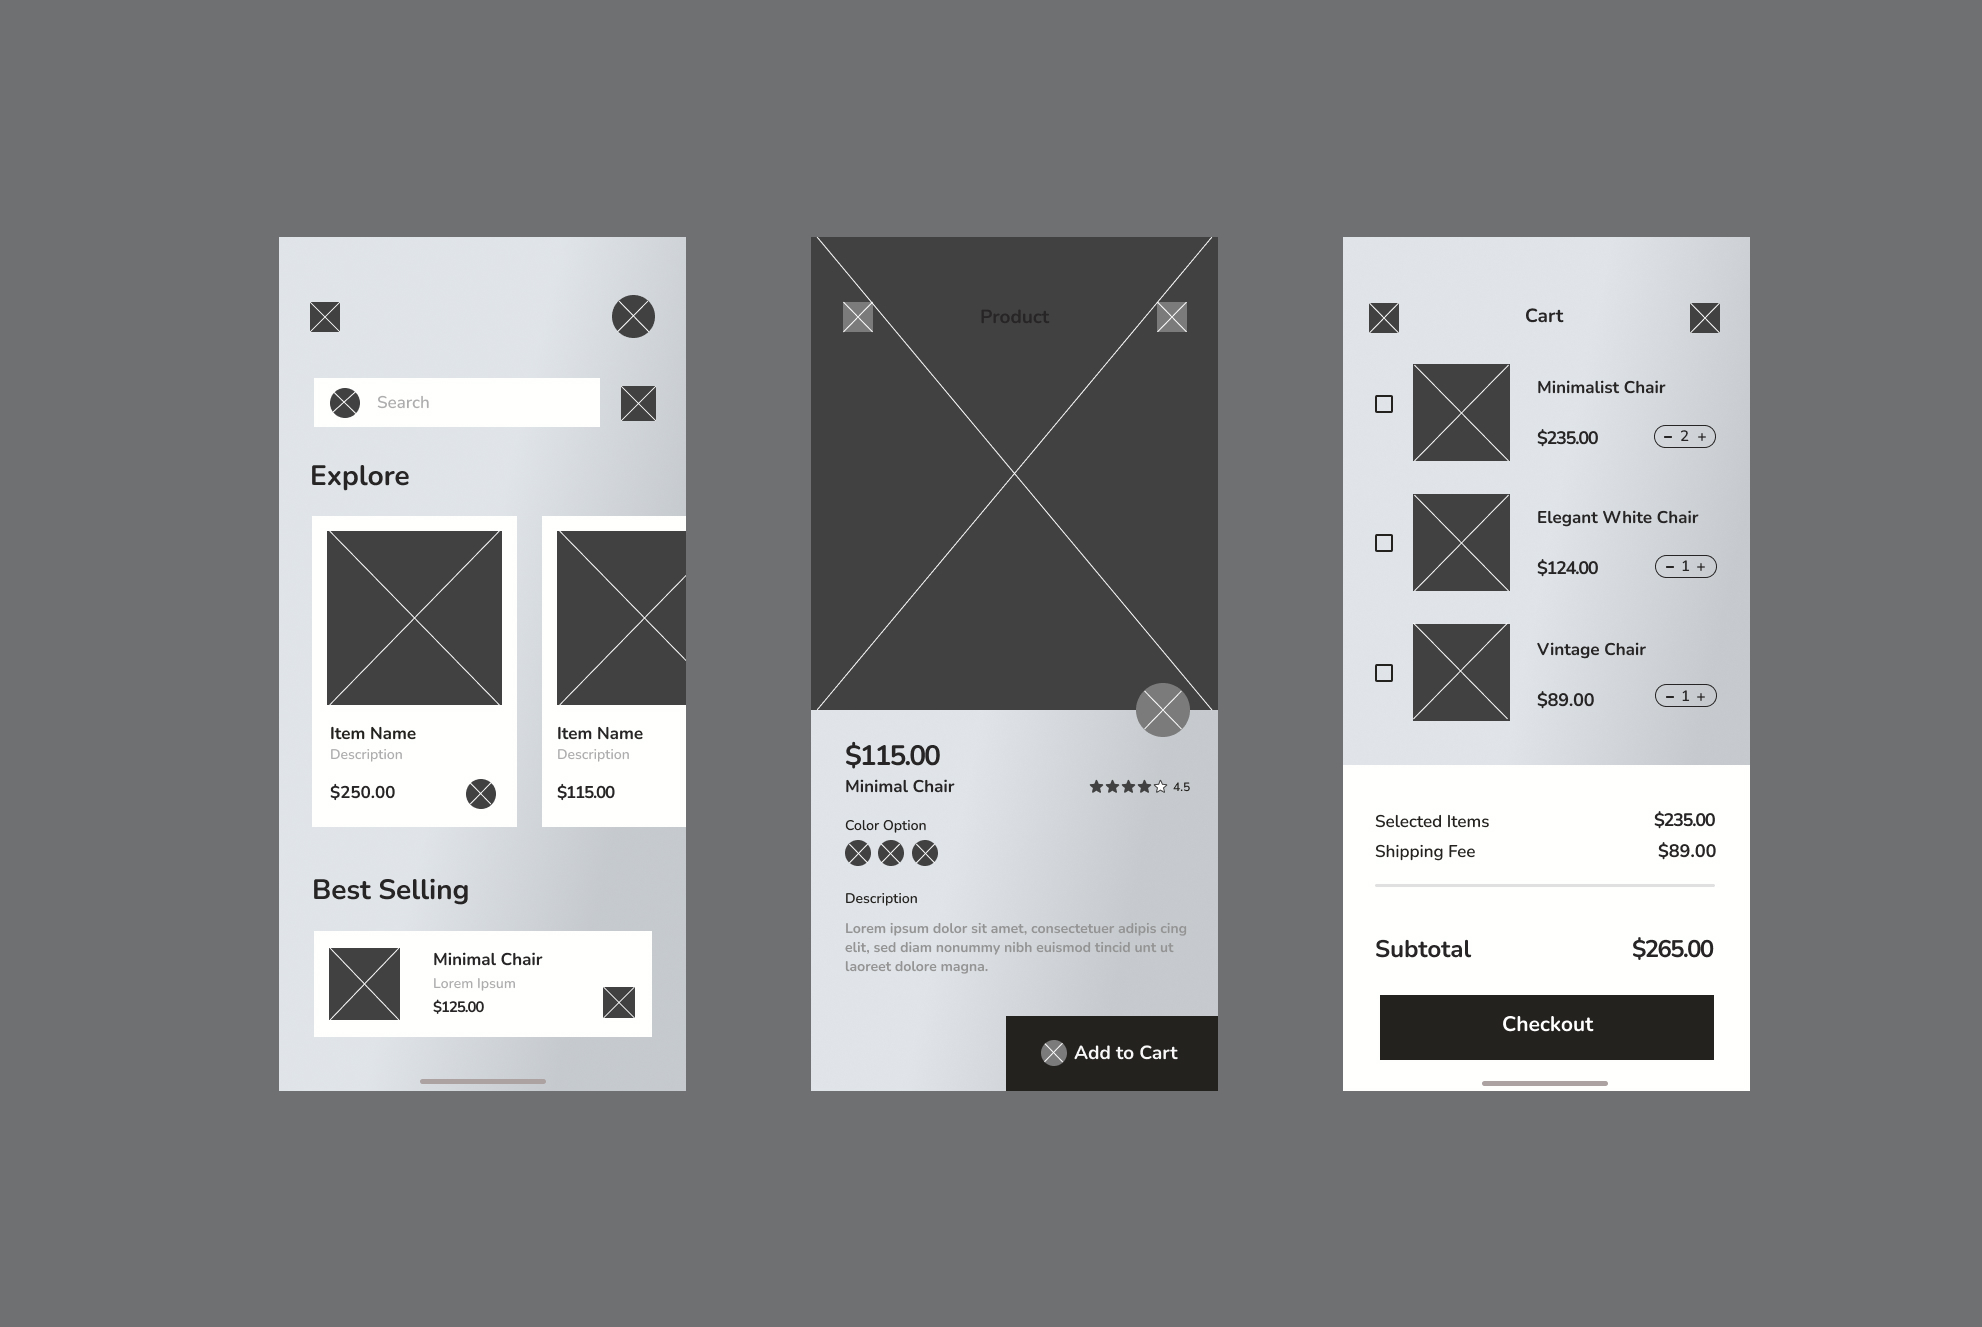 Search
Explore
Item Name
Description
$250.00
Item Name
Description
$115.00
Best Selling
Minimal Chair
Lorem Ipsum
$125.00
Product
$115.00
Minimal Chair
4.5
Color Option
Description
Lorem ipsum dolor sit amet, consectetuer adipis cing
elit, sed diam nonummy nibh euismod tincid unt ut
laoreet dolore magna.
Add to Cart
Cart
Minimalist Chair
$235.00
− 2 +
Elegant White Chair
$124.00
− 1 +
Vintage Chair
$89.00
− 1 +
Selected Items $235.00
Shipping Fee $89.00
Subtotal $265.00
Checkout